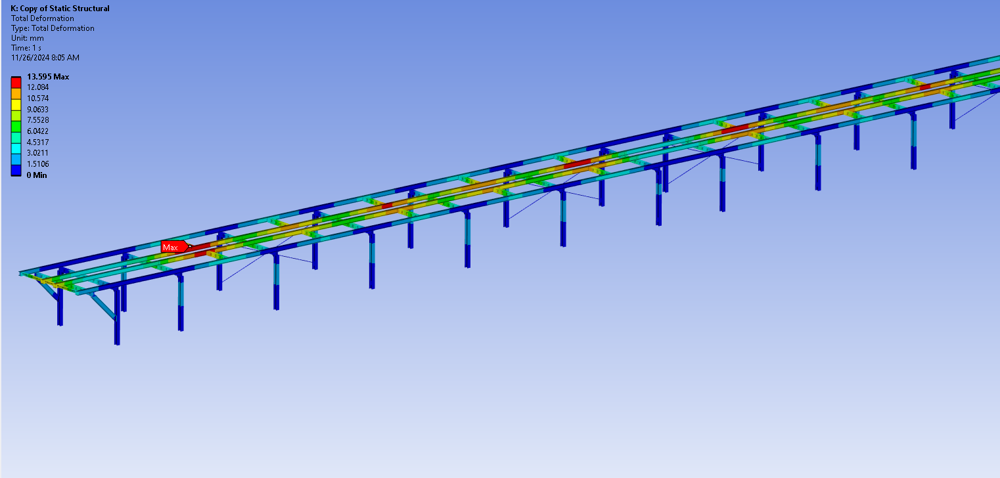 K: Copy of Static Structural
Total Deformation
Type: Total Deformation
Unit: mm
Time: 1 s
11/26/2024 8:05 AM
13.595 Max
12.084
10.574
9.0633
7.5528
6.0422
4.5317
3.0211
1.5106
0 Min
Max